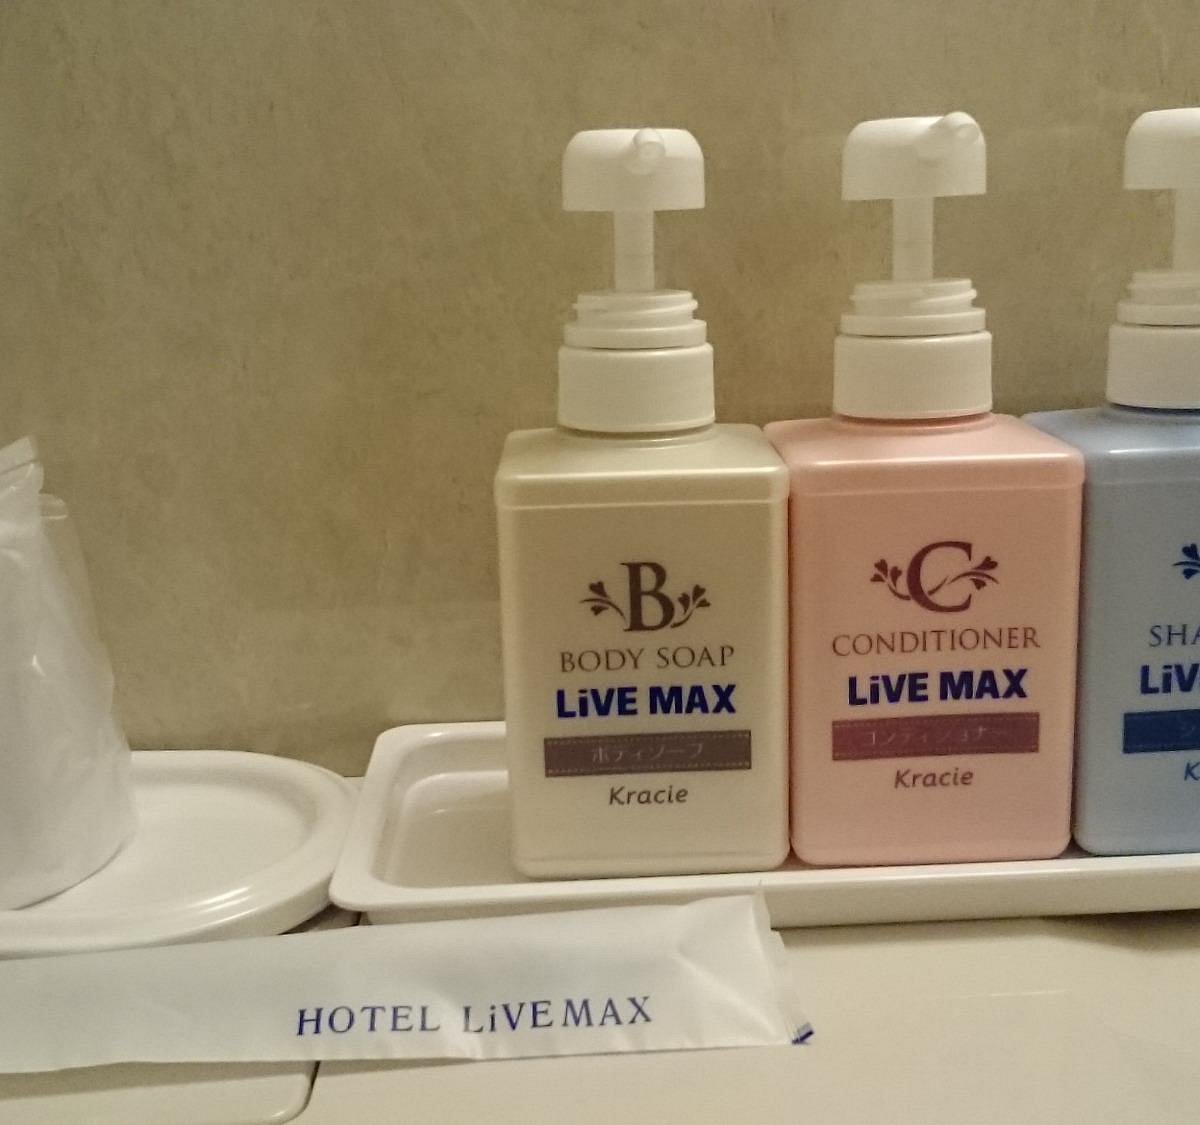 B
BODY SOAP
LiVE MAX
ボディソープ
Kracie
C
CONDITIONER
LiVE MAX
コンディショナー
Kracie
SHA
LiV
K
HOTEL LiVEMAX